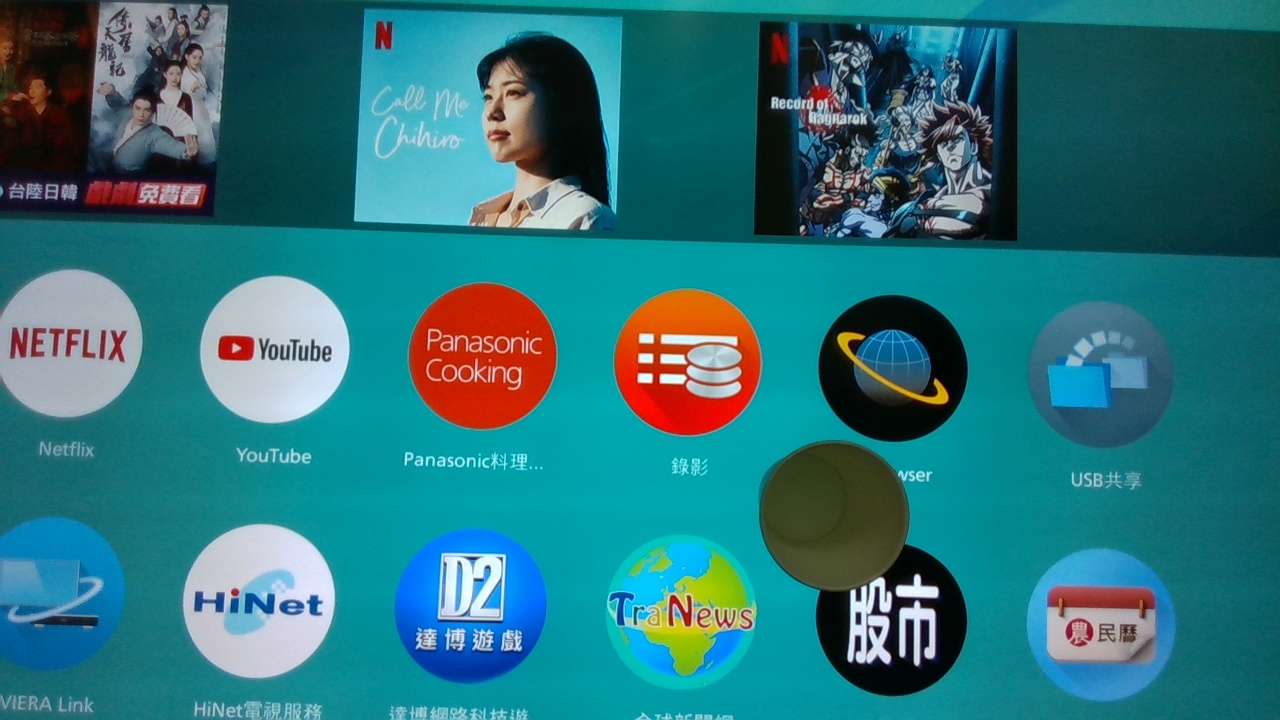 倚天屠龍記
台陸日韓 戲劇免費看
N
Call Me
Chihiro
N
Record of
Ragnarok
NETFLIX
YouTube
Panasonic
Cooking
Netflix
YouTube
Panasonic料理...
錄影
wser
USB共享
HiNet
D2
達博遊戲
TraNews
股市
農民曆
VIERA Link
HiNet電視服務
達博網路科技遊
全球新聞網